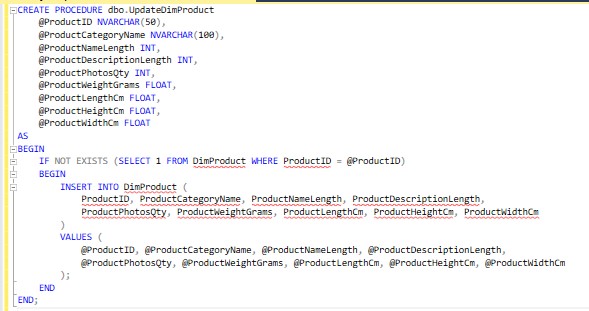 CREATE PROCEDURE dbo.UpdateDimProduct
    @ProductID NVARCHAR(50),
    @ProductCategoryName NVARCHAR(100),
    @ProductNameLength INT,
    @ProductDescriptionLength INT,
    @ProductPhotosQty INT,
    @ProductWeightGrams FLOAT,
    @ProductLengthCm FLOAT,
    @ProductHeightCm FLOAT,
    @ProductWidthCm FLOAT
AS
BEGIN
    IF NOT EXISTS (SELECT 1 FROM DimProduct WHERE ProductID = @ProductID)
    BEGIN
        INSERT INTO DimProduct (
            ProductID, ProductCategoryName, ProductNameLength, ProductDescriptionLength,
            ProductPhotosQty, ProductWeightGrams, ProductLengthCm, ProductHeightCm, ProductWidthCm
        )
        VALUES (
            @ProductID, @ProductCategoryName, @ProductNameLength, @ProductDescriptionLength,
            @ProductPhotosQty, @ProductWeightGrams, @ProductLengthCm, @ProductHeightCm, @ProductWidthCm
        );
    END
END;